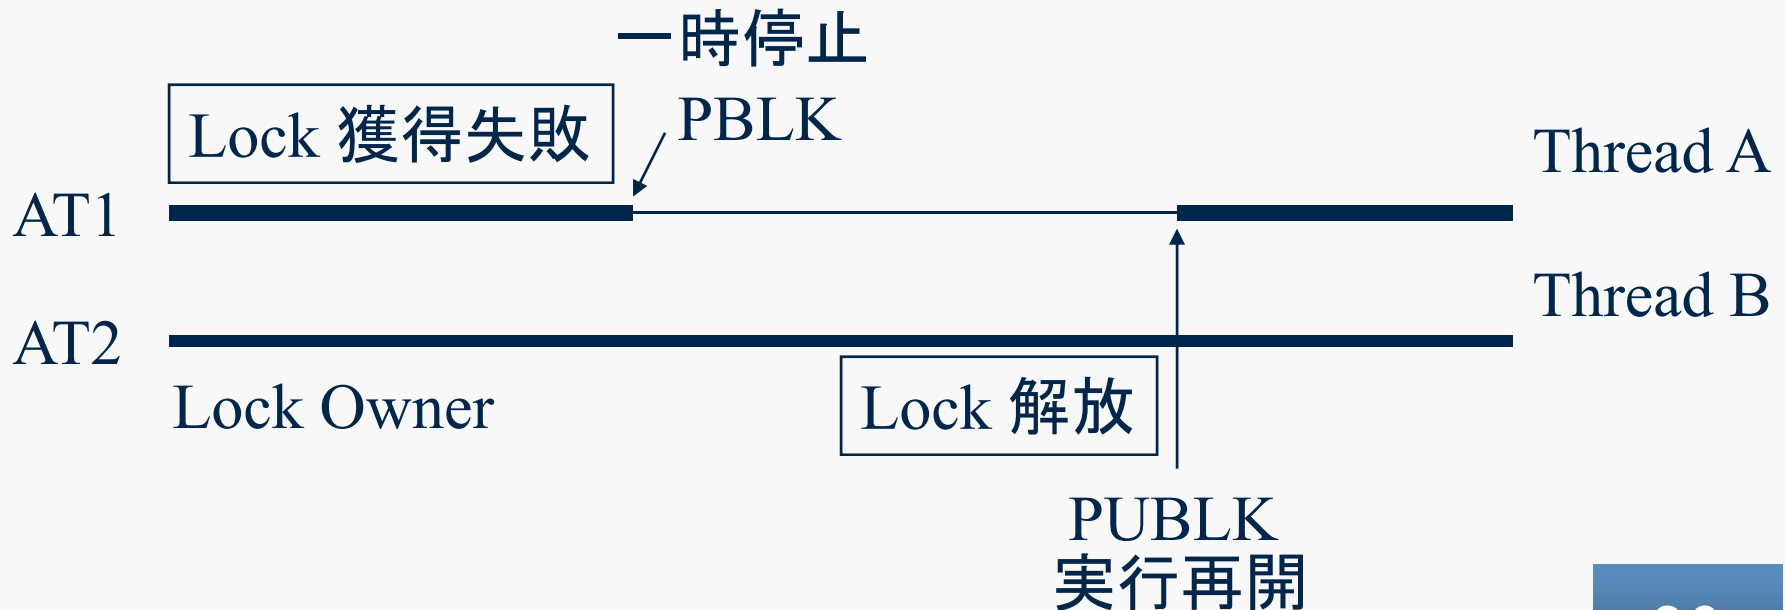 一時停止
Lock 獲得失敗
PBLK
Thread A
AT1
Thread B
AT2
Lock Owner
Lock 解放
PUBLK
実行再開